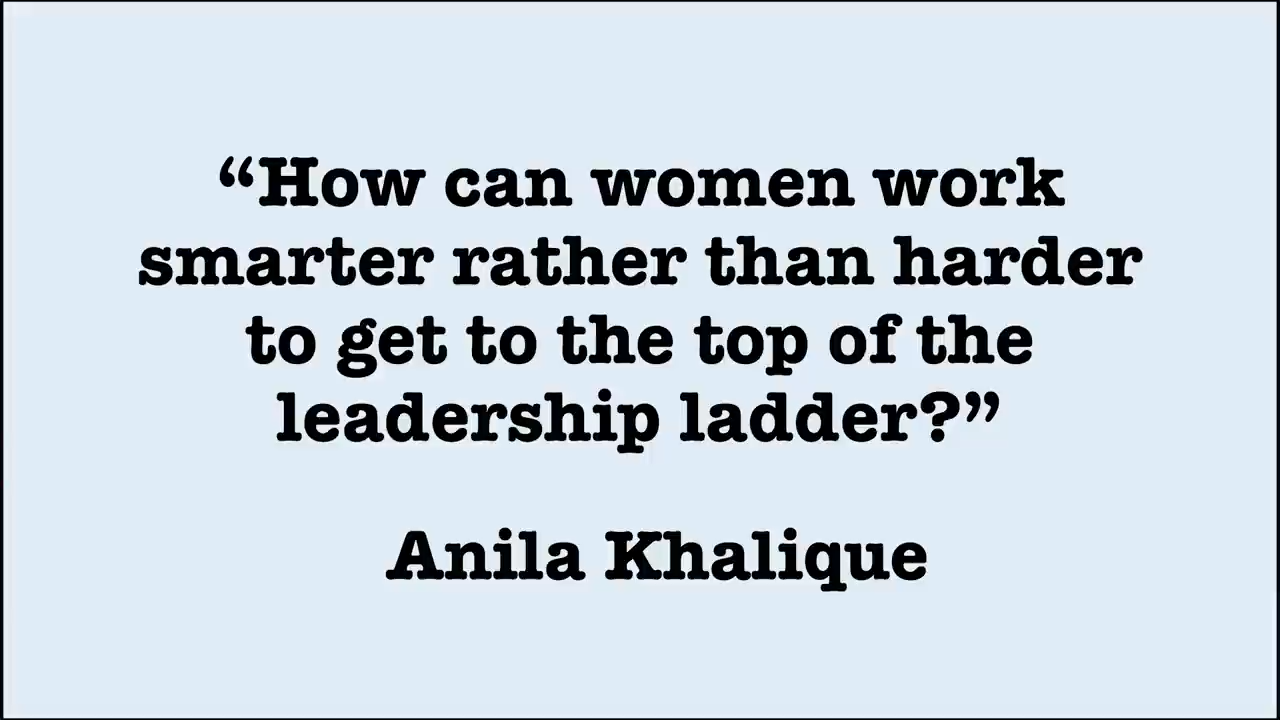 “How can women work
smarter rather than harder
to get to the top of the
leadership ladder?”
Anila Khalique